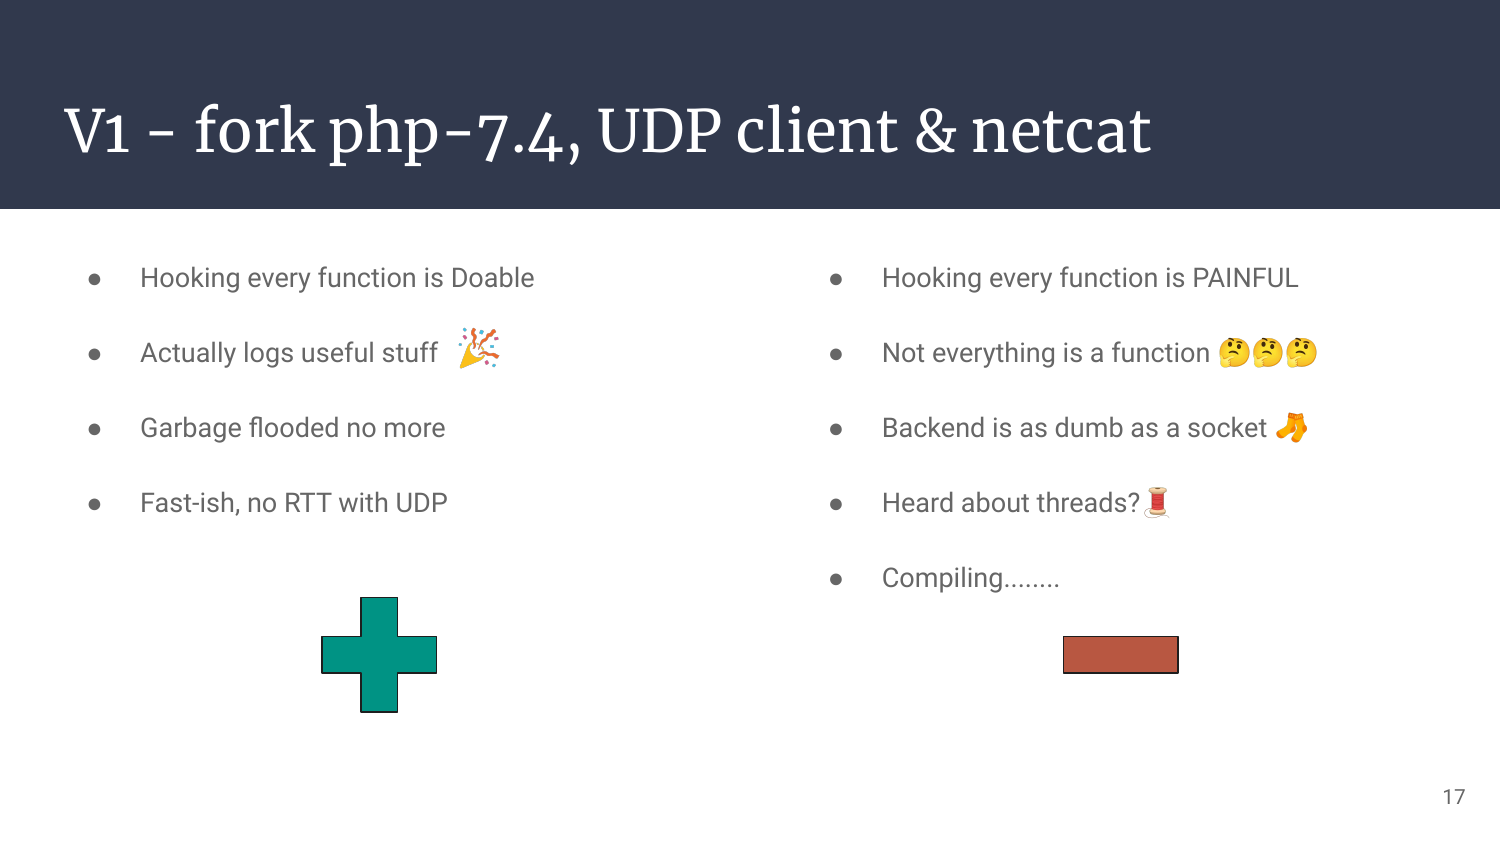 V1 - fork php-7.4, UDP client & netcat
● Hooking every function is Doable
● Actually logs useful stuff 🎉
● Garbage flooded no more
● Fast-ish, no RTT with UDP
● Hooking every function is PAINFUL
● Not everything is a function 🤔🤔🤔
● Backend is as dumb as a socket 🧦
● Heard about threads?🧵
● Compiling........
17